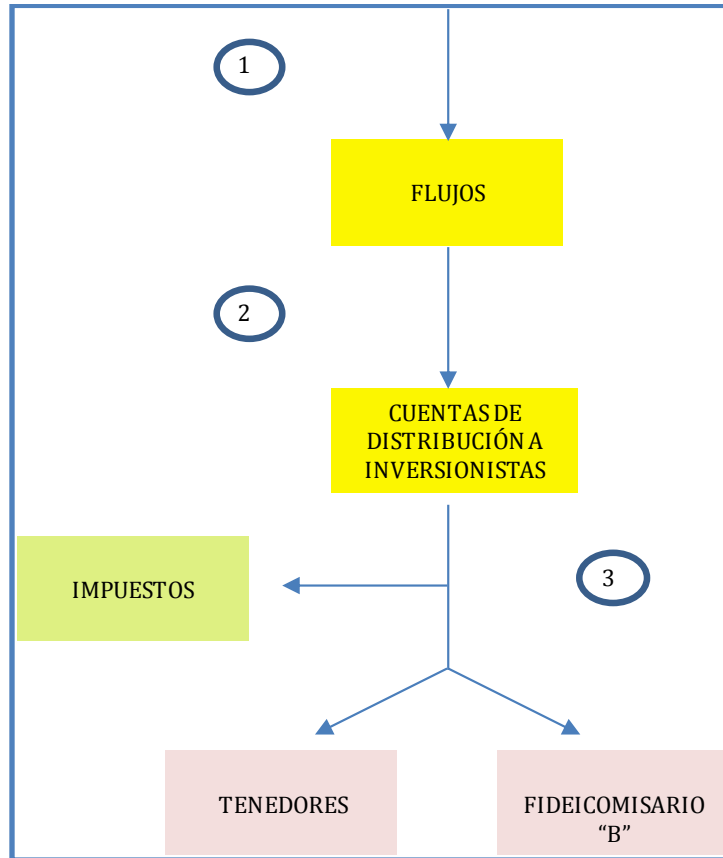 1
FLUJOS
2
CUENTAS DE
DISTRIBUCIÓN A
INVERSIONISTAS
IMPUESTOS
3
TENEDORES
FIDEICOMISARIO
“B”